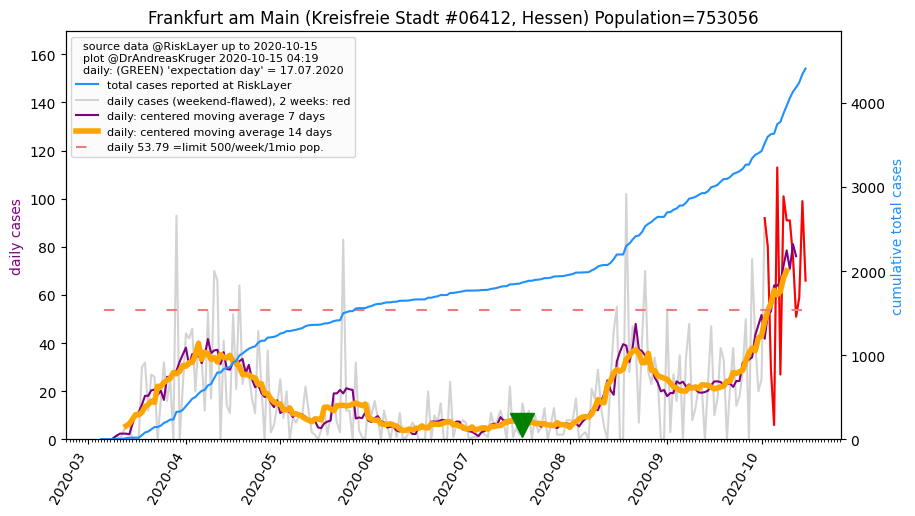 Frankfurt am Main (Kreisfreie Stadt #06412, Hessen) Population=753056
source data @RiskLayer up to 2020-10-15
plot @DrAndreasKruger 2020-10-15 04:19
daily: (GREEN) 'expectation day' = 17.07.2020
total cases reported at RiskLayer
daily cases (weekend-flawed), 2 weeks: red
daily: centered moving average 7 days
daily: centered moving average 14 days
daily 53.79 =limit 500/week/1mio pop.
daily cases
160
140
120
100
80
60
40
20
0
4000
3000
2000
1000
0
cumulative total cases
2020-03
2020-04
2020-05
2020-06
2020-07
2020-08
2020-09
2020-10